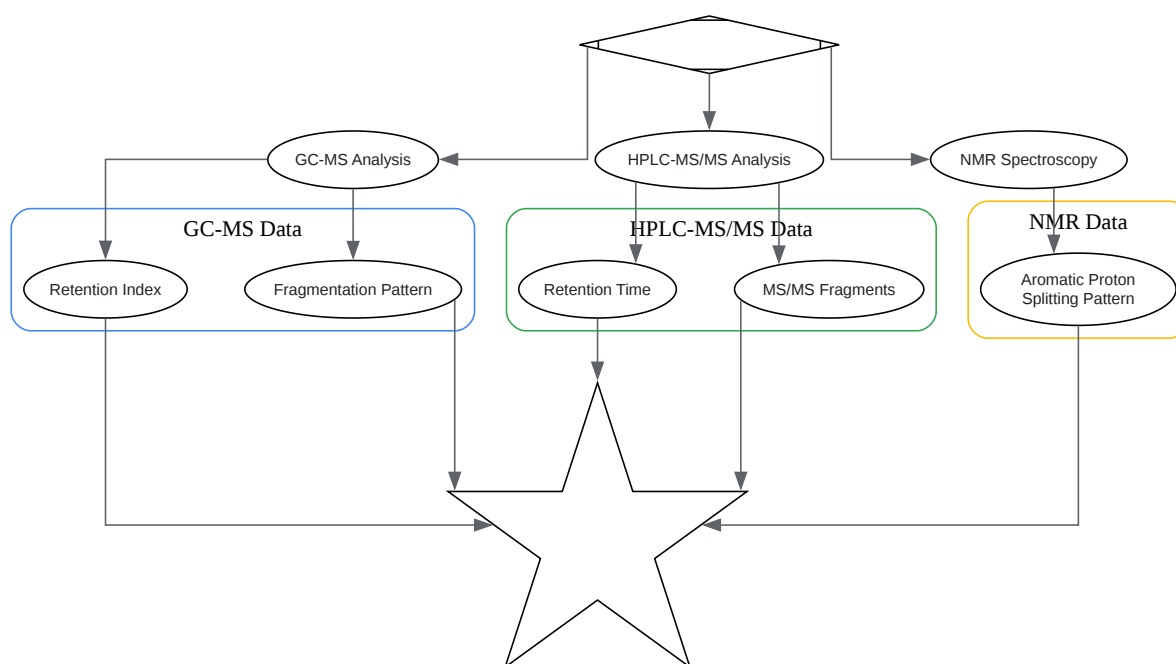 GC-MS Analysis
HPLC-MS/MS Analysis
NMR Spectroscopy
GC-MS Data
HPLC-MS/MS Data
NMR Data
Retention Index
Fragmentation Pattern
Retention Time
MS/MS Fragments
Aromatic Proton
Splitting Pattern